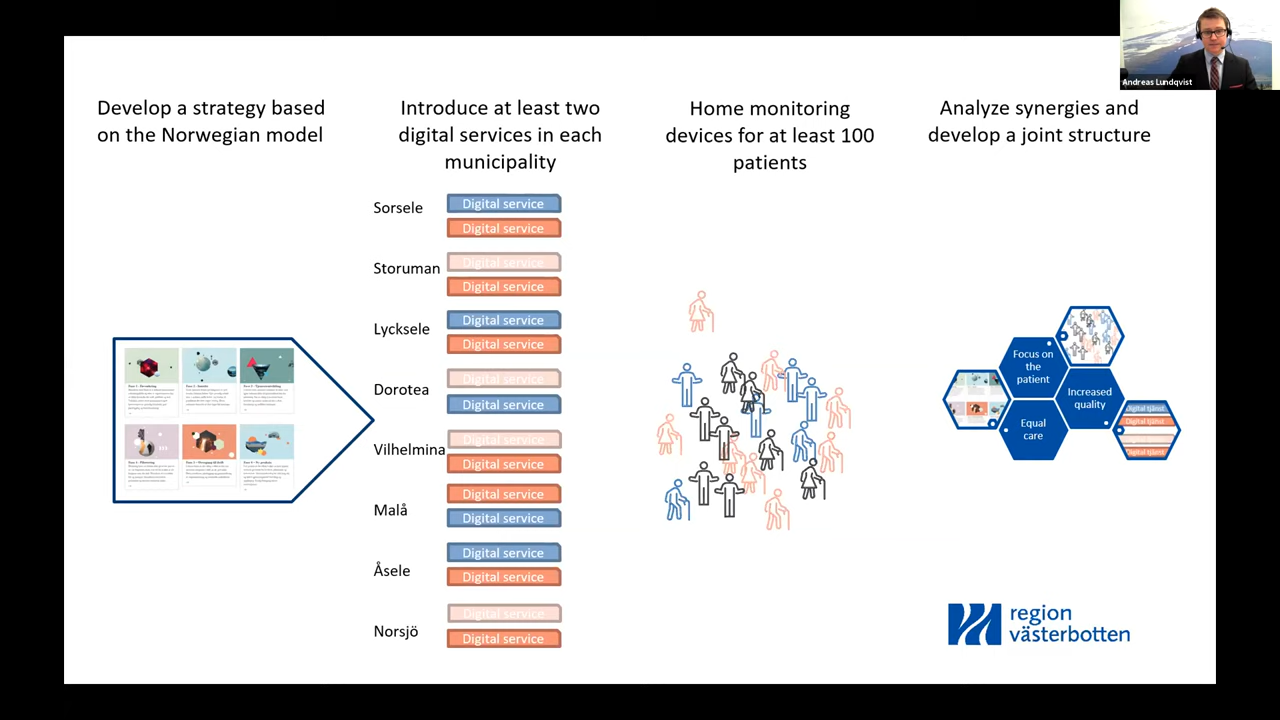 Andreas Lundqvist
Develop a strategy based
on the Norwegian model
Introduce at least two
digital services in each
municipality
Home monitoring
devices for at least 100
patients
Analyze synergies and
develop a joint structure
Sorsele
Digital service
Digital service
Storuman
Digital service
Digital service
Lycksele
Digital service
Digital service
Dorotea
Digital service
Digital service
Vilhelmina
Digital service
Digital service
Malå
Digital service
Digital service
Åsele
Digital service
Digital service
Norsjö
Digital service
Digital service
Focus on
the
patient
Increased
quality
Equal
care
Digital tjänst
Digital tjänst
Digital tjänst
region
västerbotten